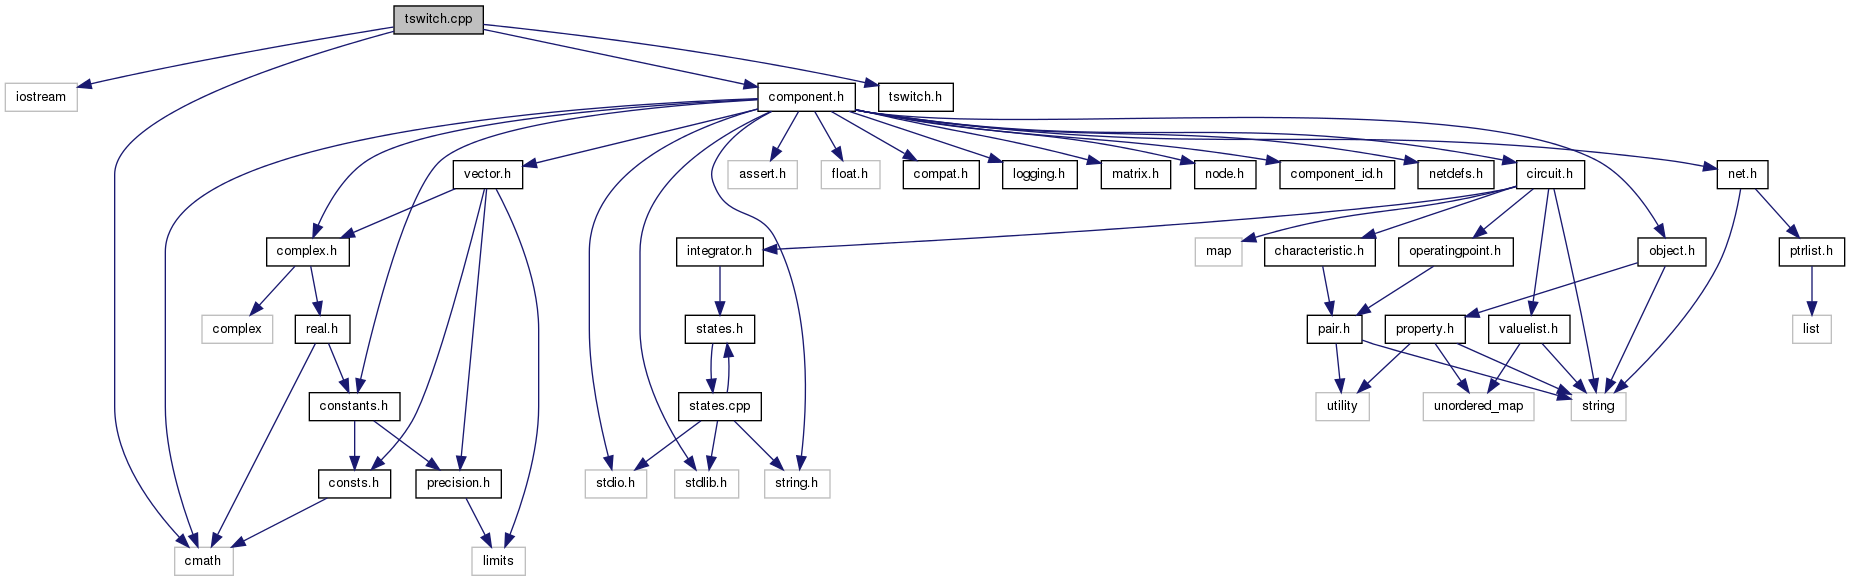 tswitch.cpp
iostream
component.h
tswitch.h
vector.h
assert.h
float.h
compat.h
logging.h
matrix.h
node.h
component_id.h
netdefs.h
circuit.h
net.h
complex.h
integrator.h
map
characteristic.h
operatingpoint.h
object.h
ptrlist.h
complex
real.h
states.h
pair.h
property.h
valuelist.h
list
constants.h
states.cpp
utility
unordered_map
string
consts.h
precision.h
stdio.h
stdlib.h
string.h
cmath
limits